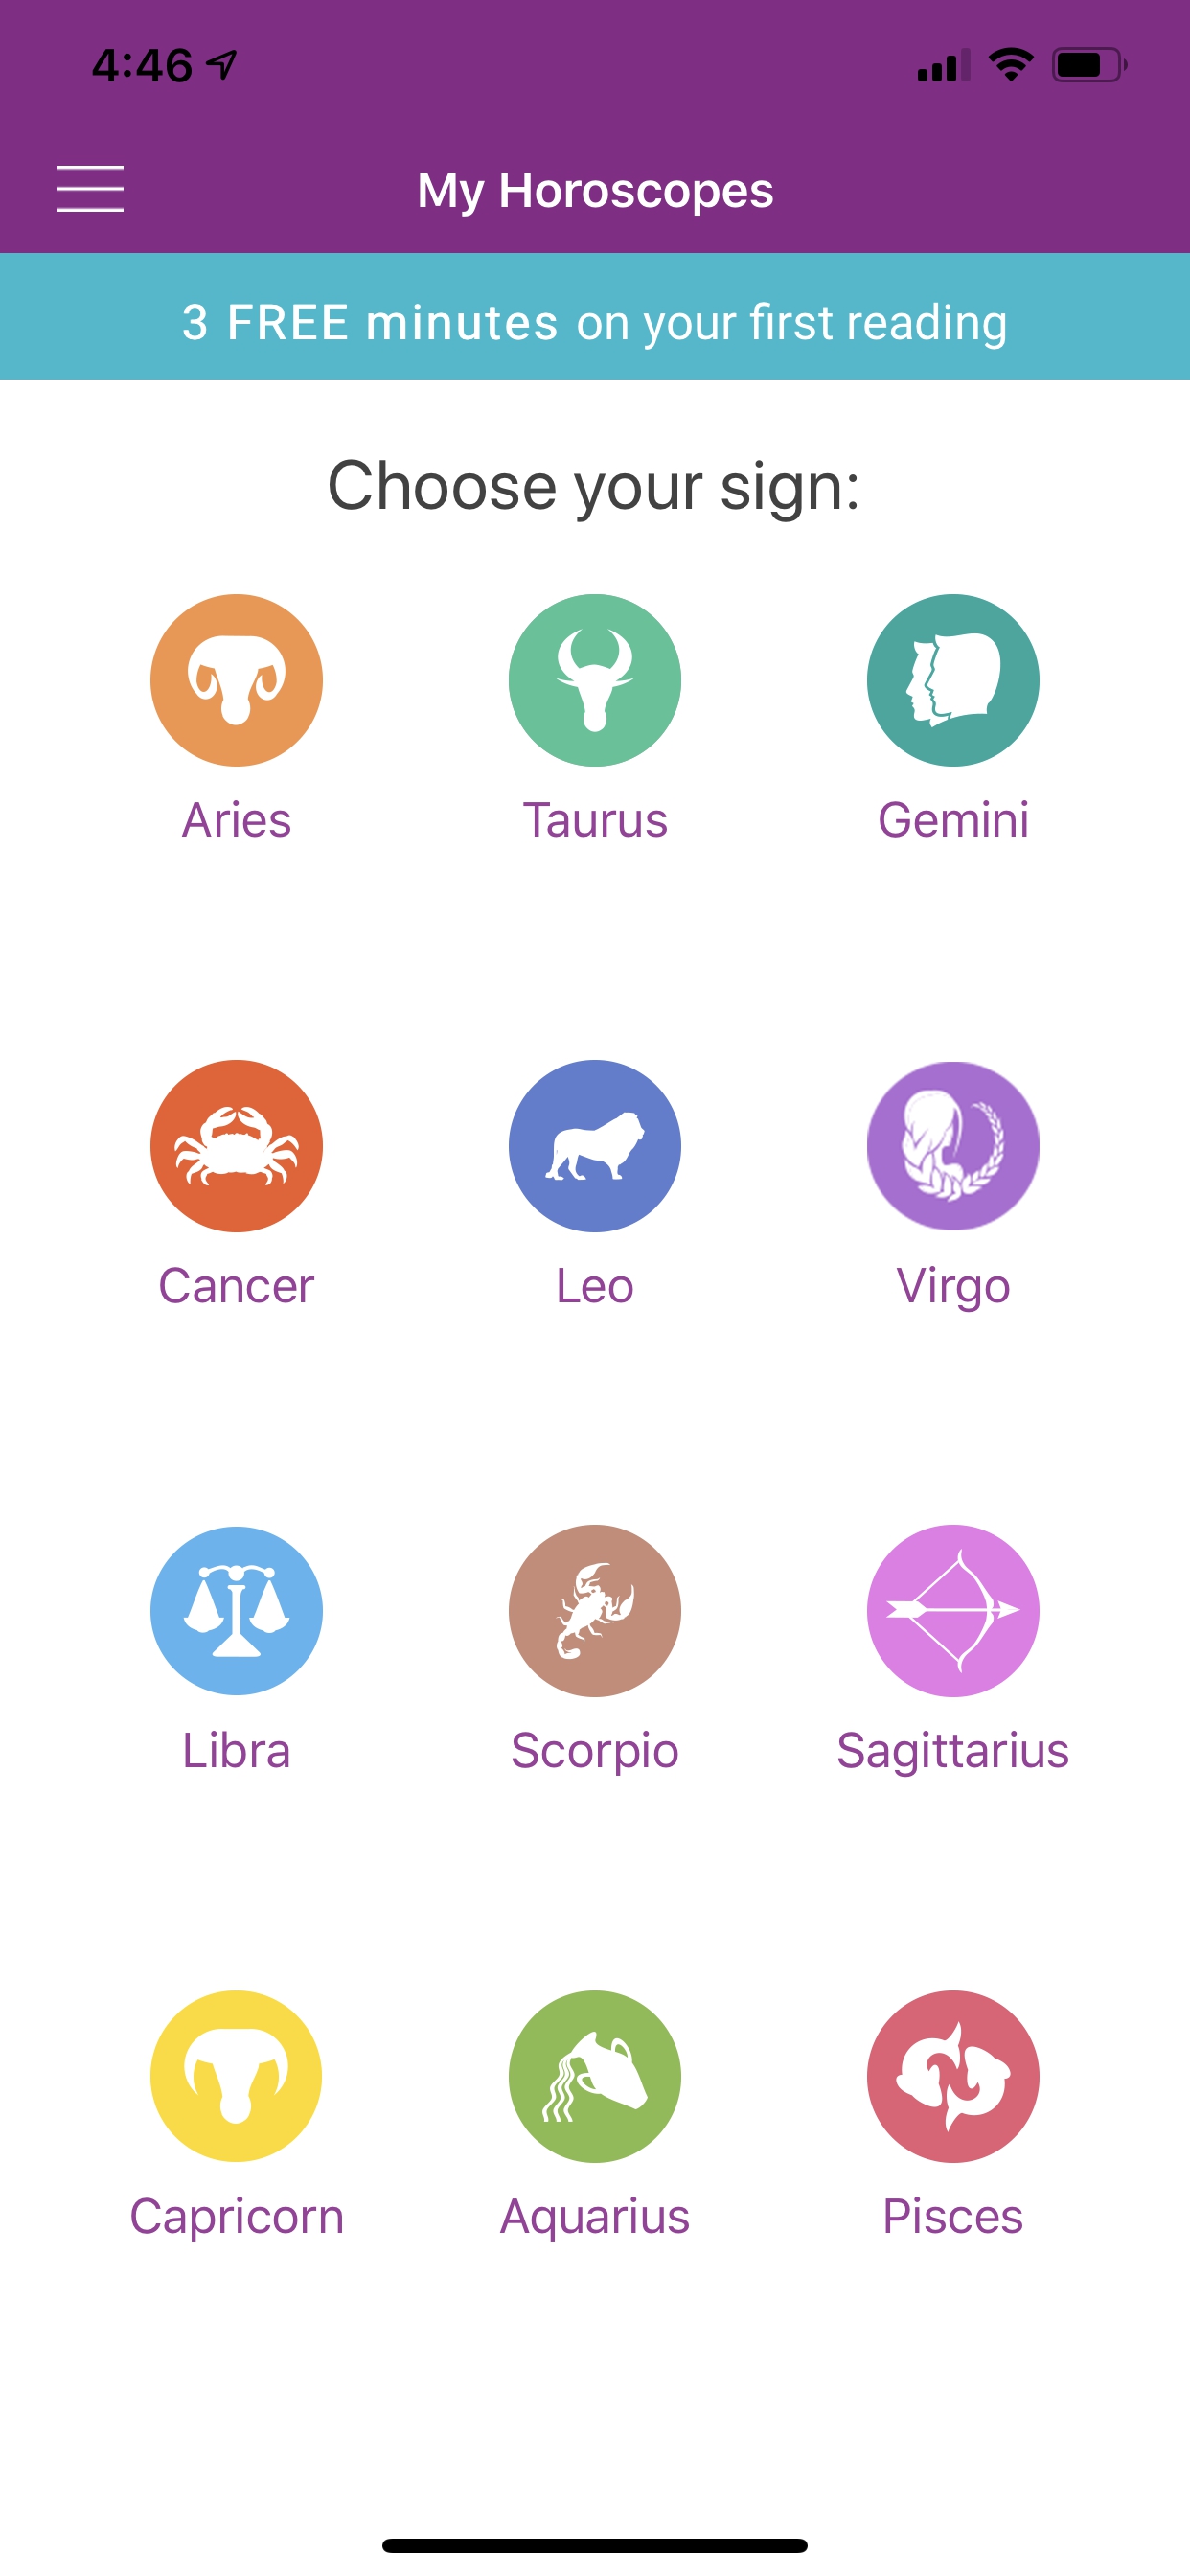 4:46
My Horoscopes
3 FREE minutes on your first reading
Choose your sign:
Aries Taurus Gemini
Cancer Leo Virgo
Libra Scorpio Sagittarius
Capricorn Aquarius Pisces